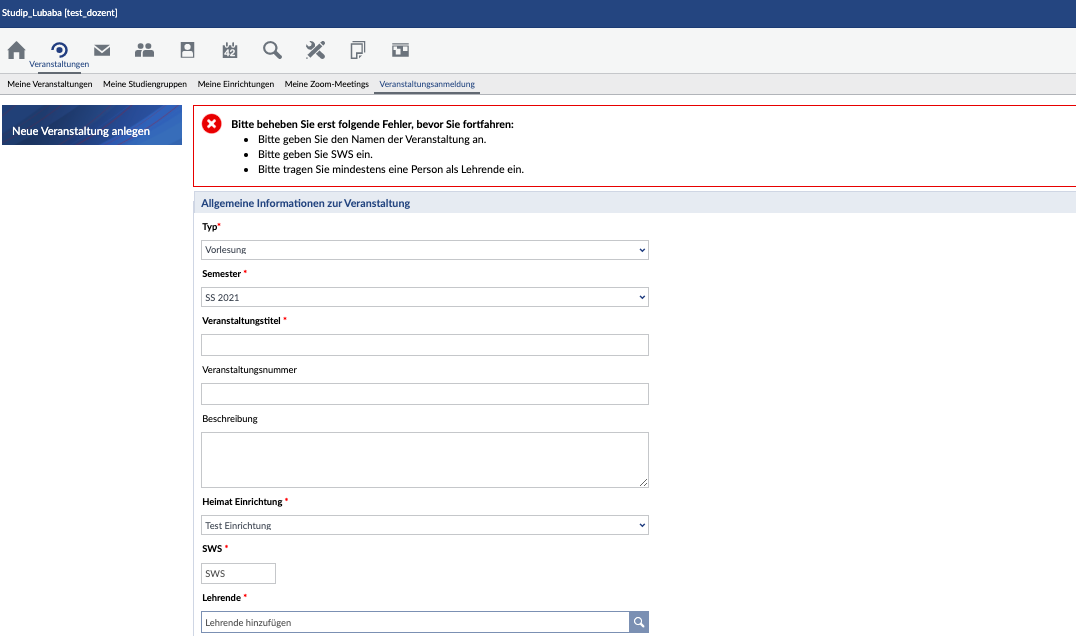 Studip_Lubaba [test_dozent]
42
Veranstaltungen
Meine Veranstaltungen Meine Studiengruppen Meine Einrichtungen Meine Zoom-Meetings Veranstaltungsanmeldung
Neue Veranstaltung anlegen
Bitte beheben Sie erst folgende Fehler, bevor Sie fortfahren:
• Bitte geben Sie den Namen der Veranstaltung an.
• Bitte geben Sie SWS ein.
• Bitte tragen Sie mindestens eine Person als Lehrende ein.
Allgemeine Informationen zur Veranstaltung
Typ*
Vorlesung
Semester *
SS 2021
Veranstaltungstitel *
Veranstaltungsnummer
Beschreibung
Heimat Einrichtung *
Test Einrichtung
SWS *
SWS
Lehrende *
Lehrende hinzufügen